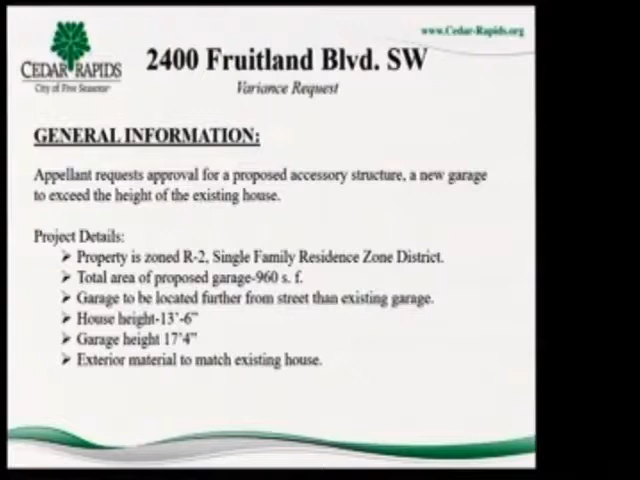 www.Cedar-Rapids.org
CEDAR RAPIDS
City of Five Seasons
2400 Fruitland Blvd. SW
Variance Request
GENERAL INFORMATION:
Appellant requests approval for a proposed accessory structure, a new garage
to exceed the height of the existing house.
Project Details:
➢ Property is zoned R-2, Single Family Residence Zone District.
➢ Total area of proposed garage-960 s. f.
➢ Garage to be located further from street than existing garage.
➢ House height-13’-6”
➢ Garage height 17’4”
➢ Exterior material to match existing house.